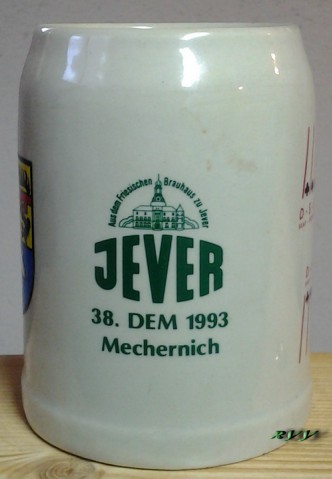 Aus dem Friesischen Brauhaus zu Jever
JEVER
38. DEM 1993
Mechernich